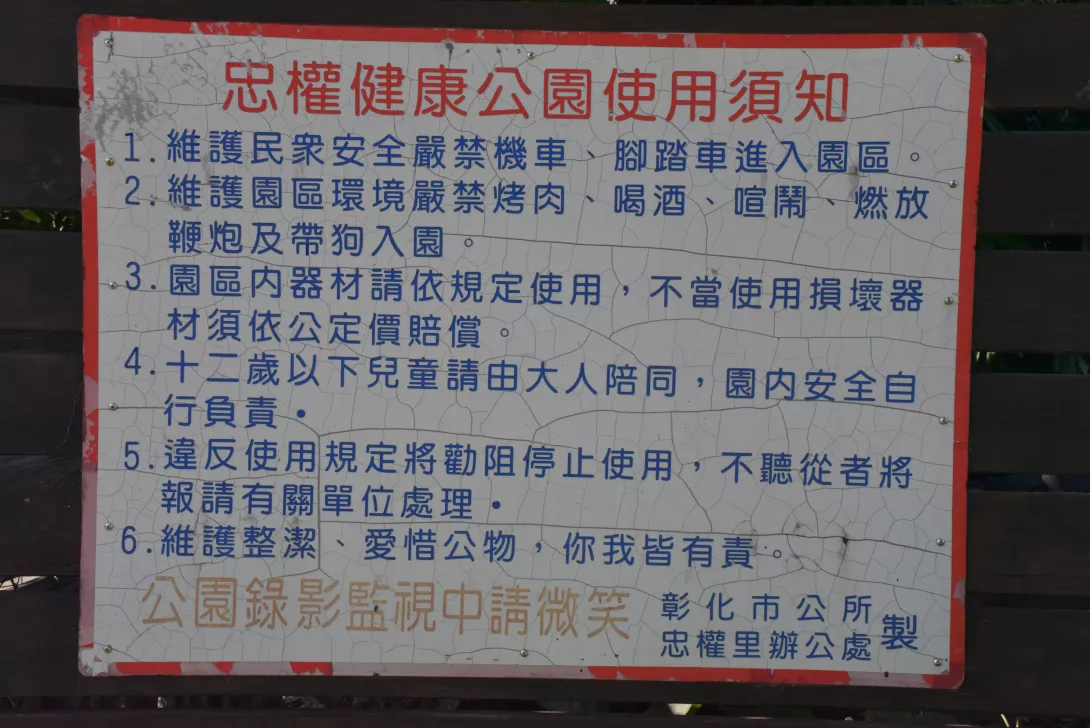 忠權健康公園使用須知
1.維護民眾安全嚴禁機車、腳踏車進入園區。
2.維護園區環境嚴禁烤肉、喝酒、喧鬧、燃放
鞭炮及帶狗入園。
3.園區內器材請依規定使用，不當使用損壞器
材須依公定價賠償。
4.十二歲以下兒童請由大人陪同，園內安全自
行負責．
5.違反使用規定將勸阻停止使用，不聽從者將
報請有關單位處理．
6.維護整潔、愛惜公物，你我皆有責。
公園錄影監視中請微笑
彰化市公所
忠權里辦公處 製